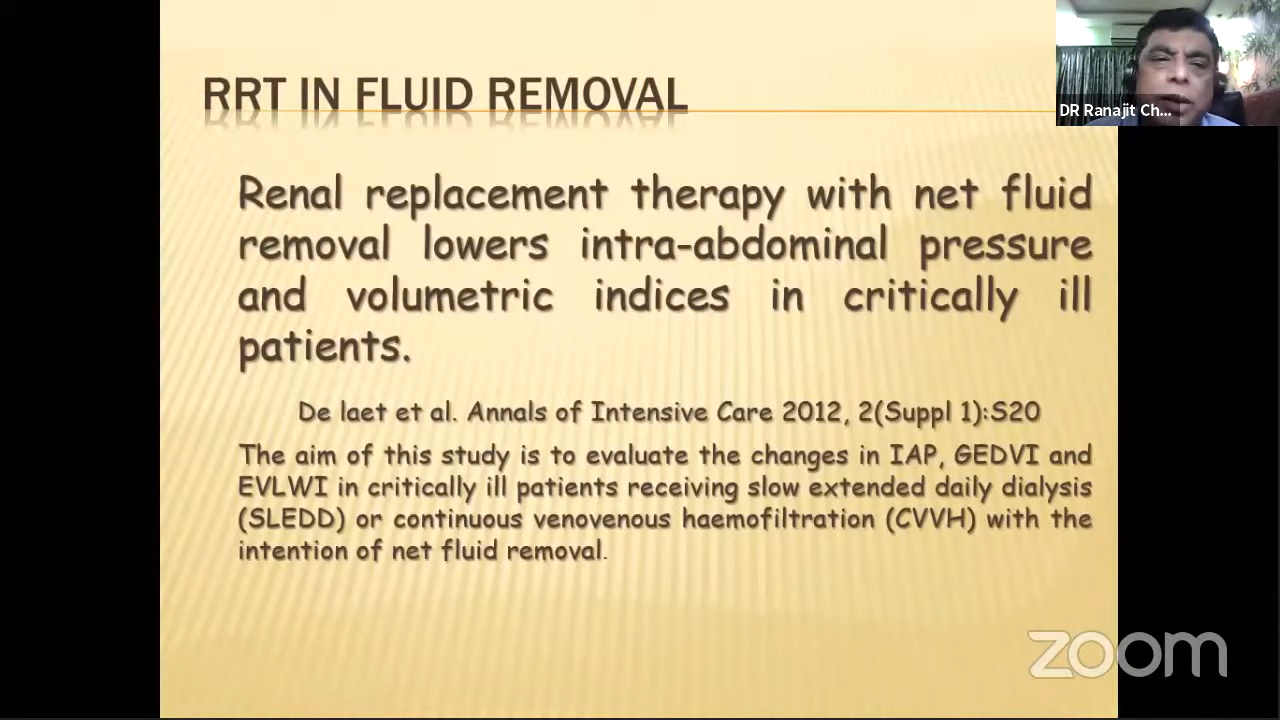 RRT IN FLUID REMOVAL
DR Ranajit Ch...
Renal replacement therapy with net fluid
removal lowers intra-abdominal pressure
and volumetric indices in critically ill
patients.
De laet et al. Annals of Intensive Care 2012, 2(Suppl 1):S20
The aim of this study is to evaluate the changes in IAP, GEDVI and
EVLWI in critically ill patients receiving slow extended daily dialysis
(SLEDD) or continuous venovenous haemofiltration (CVVH) with the
intention of net fluid removal.
zoom